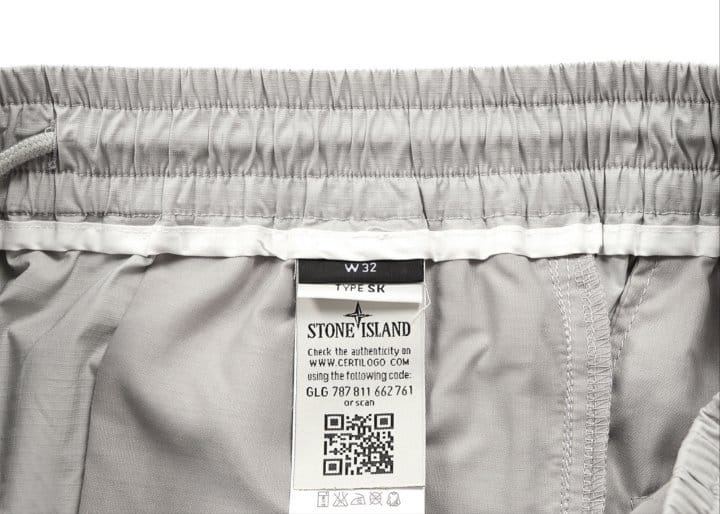 W 32
TYPE SK
STONE ISLAND
Check the authenticity on
WWW.CERTILOGO COM
using the following code:
GLG 787 811 662 761
or scan